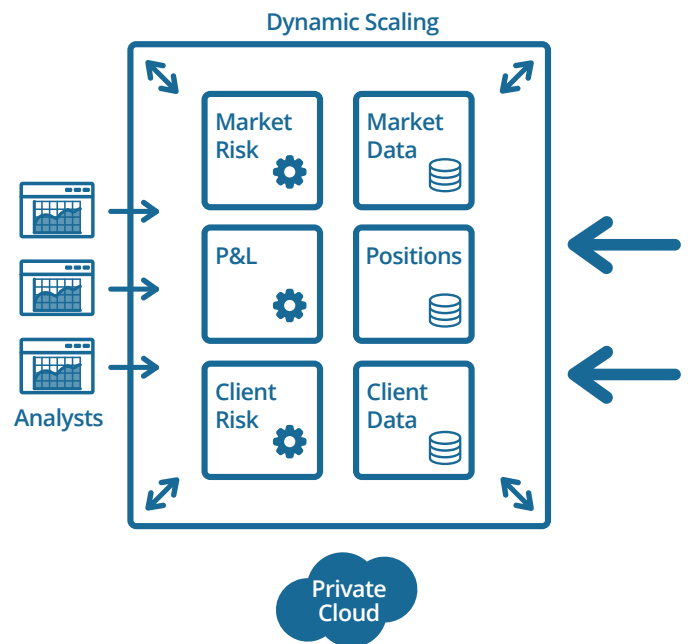 Dynamic Scaling
Market
Risk
Market
Data
P&L
Positions
Client
Risk
Client
Data
Analysts
Private
Cloud